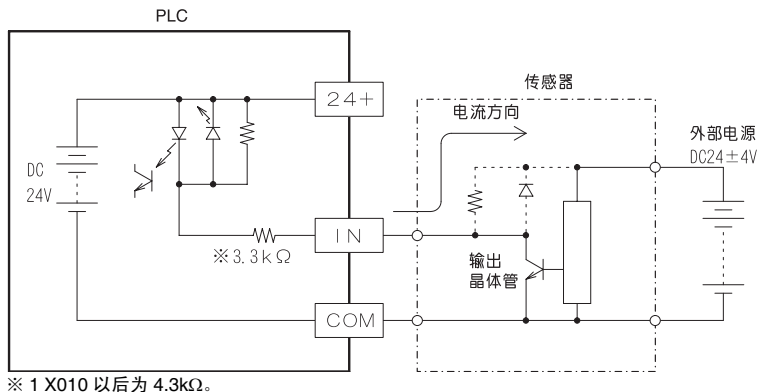 PLC
24+
传感器
电流方向
外部电源
DC24±4V
DC
24V
IN
※3.3kΩ
输出
晶体管
COM
※ 1 X010 以后为 4.3kΩ。